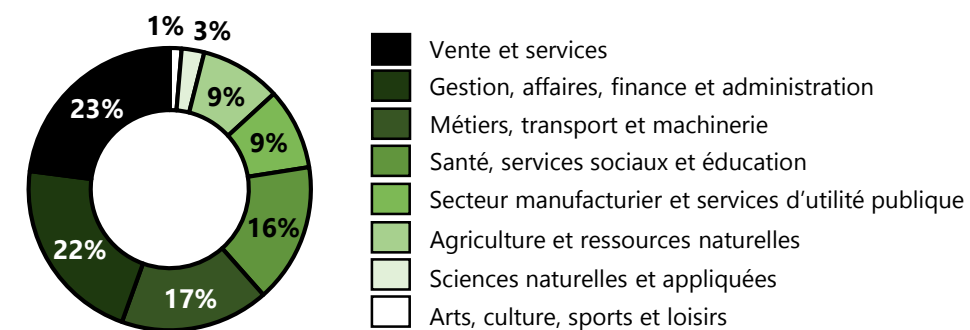 1% 3%
9%
23%
9%
16%
22%
17%
Vente et services
Gestion, affaires, finance et administration
Métiers, transport et machinerie
Santé, services sociaux et éducation
Secteur manufacturier et services d’utilité publique
Agriculture et ressources naturelles
Sciences naturelles et appliquées
Arts, culture, sports et loisirs